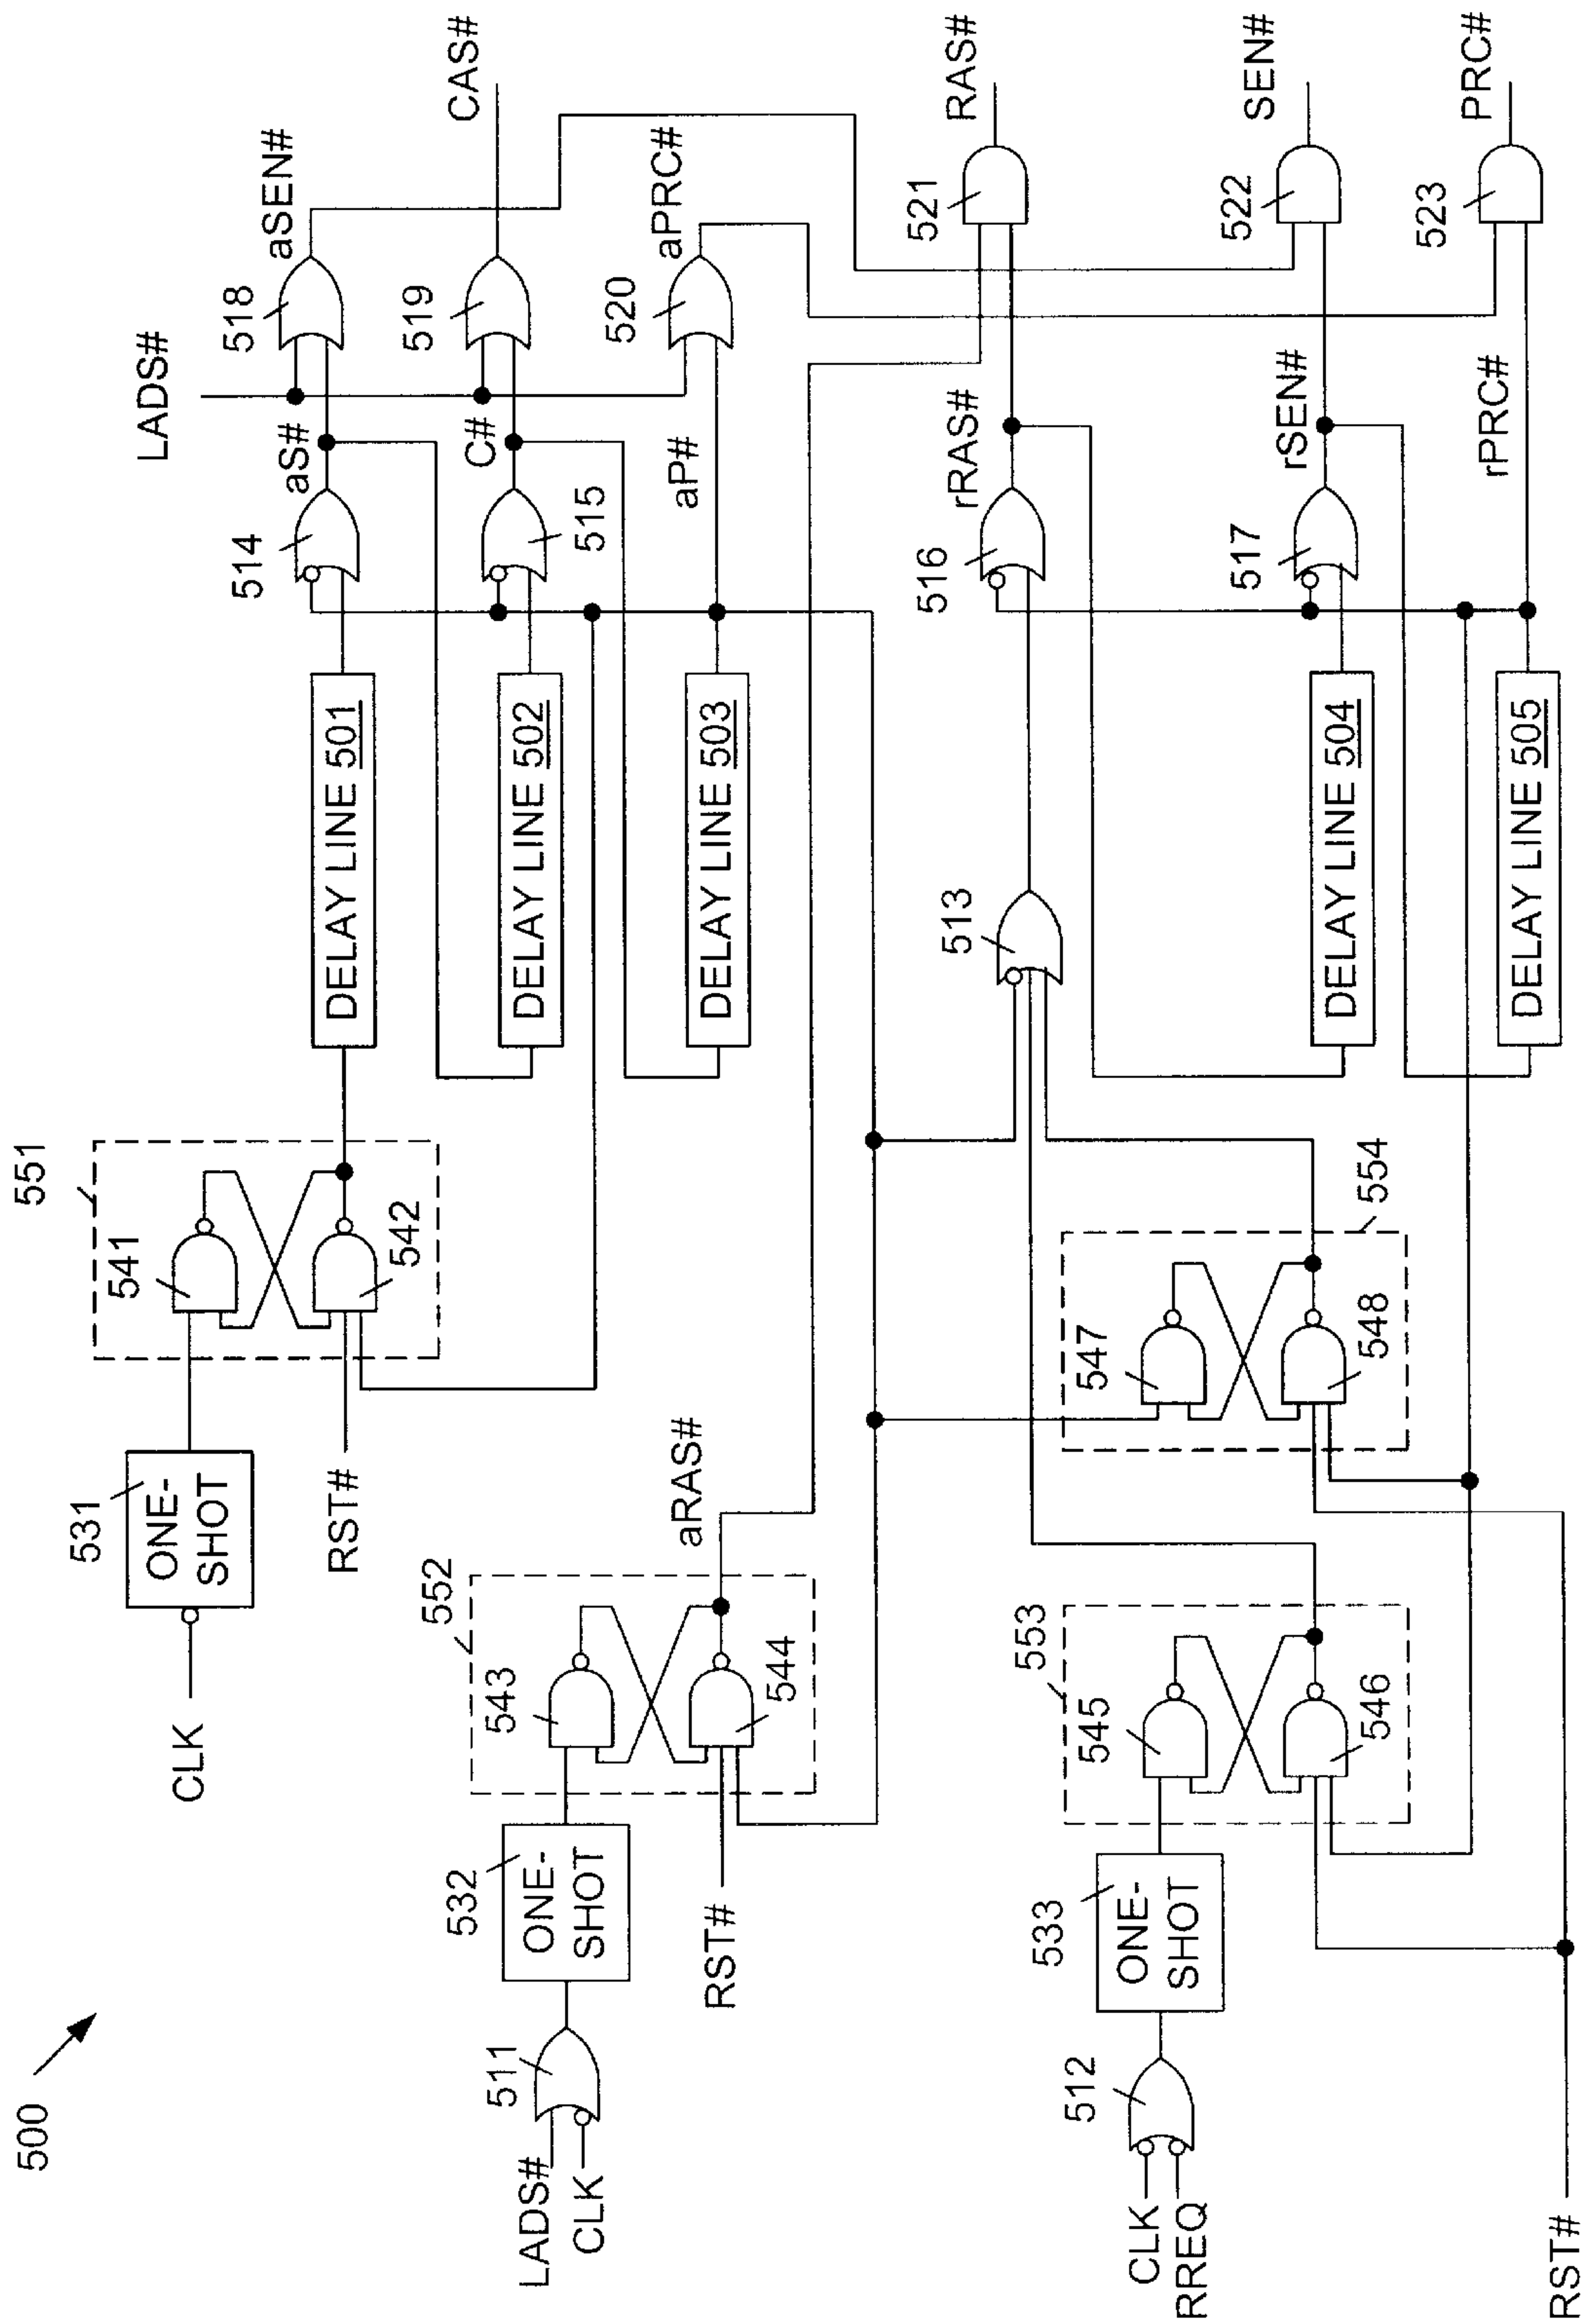 500
LADS#
CLK
511
ONE-
SHOT
532
RST#
552
543
544
aRAS#
CLK
ONE-
SHOT
531
RST#
551
541
542
DELAY LINE 501
DELAY LINE 502
DELAY LINE 503
514
515
aS#
C#
aP#
LADS#
518
519
520
aSEN#
CAS#
aPRC#
CLK
RREQ
512
ONE-
SHOT
533
RST#
553
545
546
554
547
548
513
DELAY LINE 504
DELAY LINE 505
516
517
rRAS#
rSEN#
rPRC#
521
522
523
RAS#
SEN#
PRC#